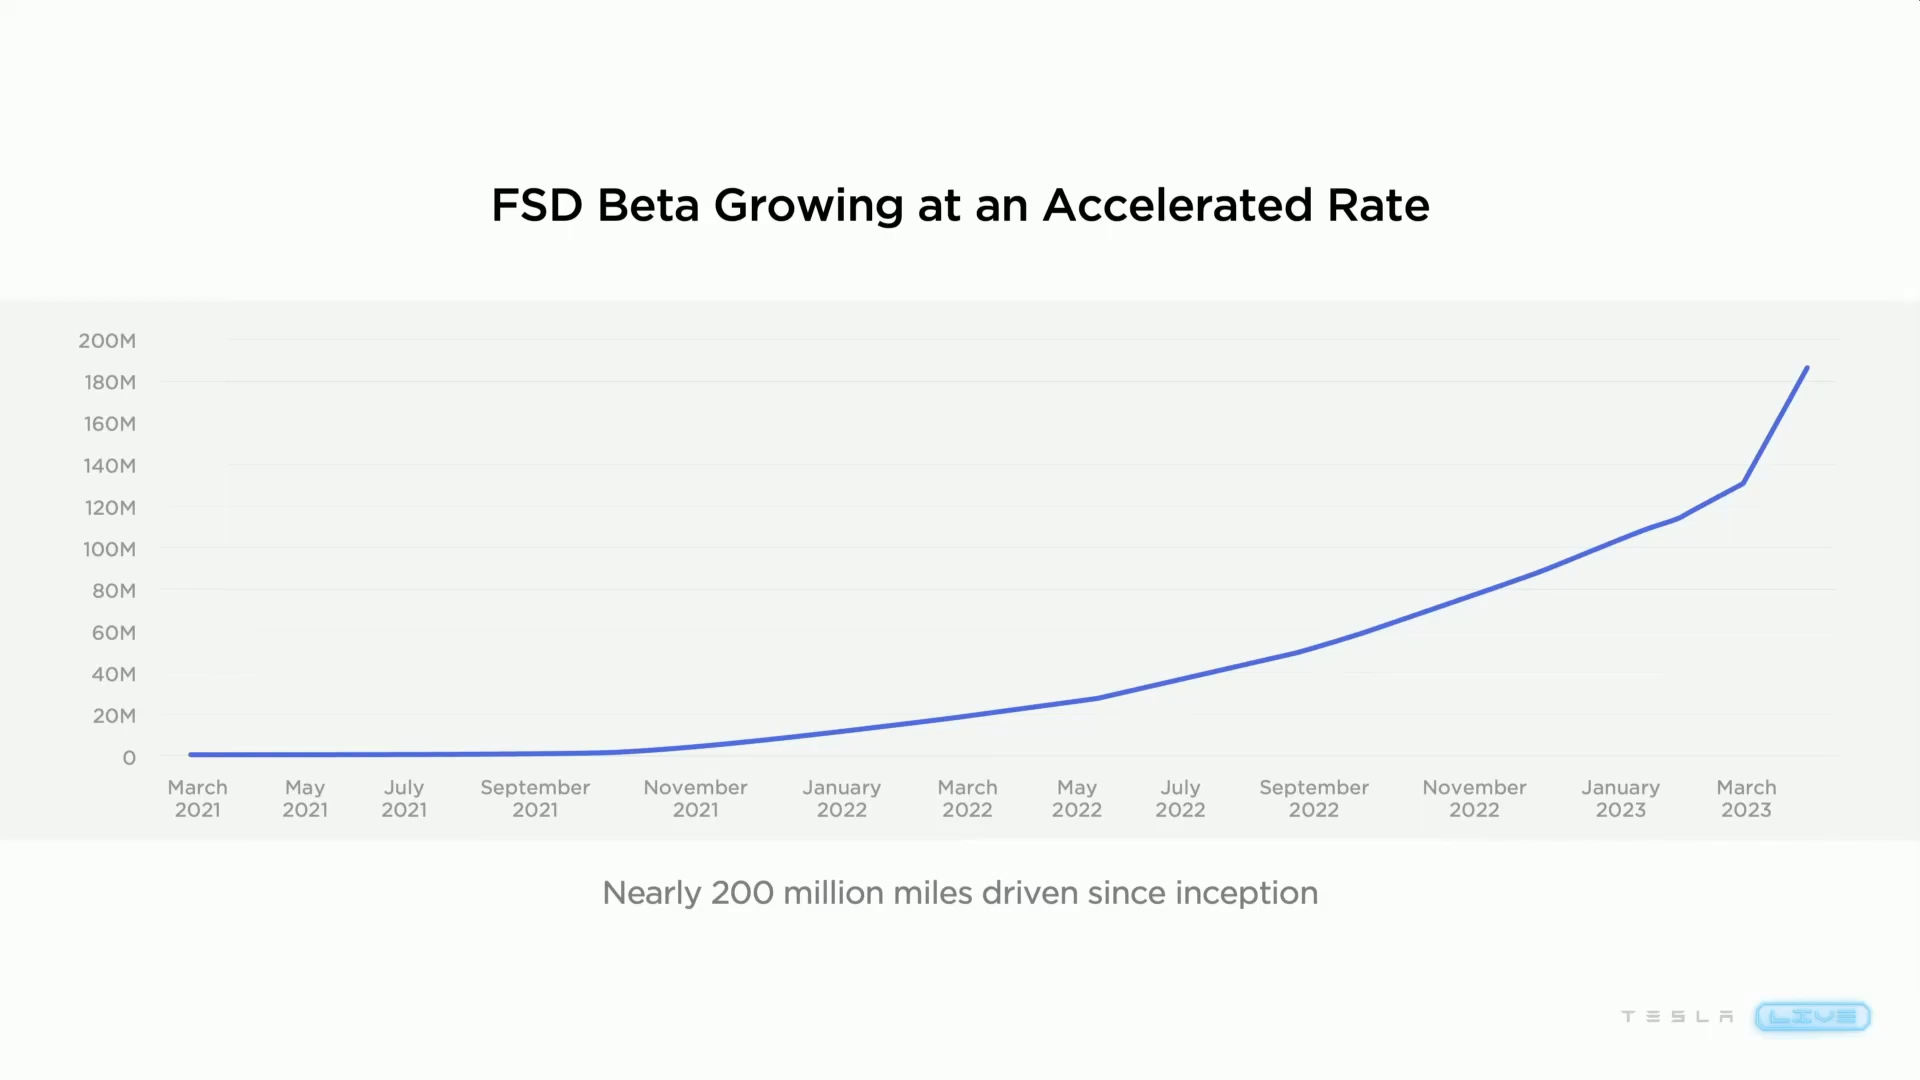 FSD Beta Growing at an Accelerated Rate
200M
180M
160M
140M
120M
100M
80M
60M
40M
20M
0
March 2021
May 2021
July 2021
September 2021
November 2021
January 2022
March 2022
May 2022
July 2022
September 2022
November 2022
January 2023
March 2023
Nearly 200 million miles driven since inception
TESLA LIVE